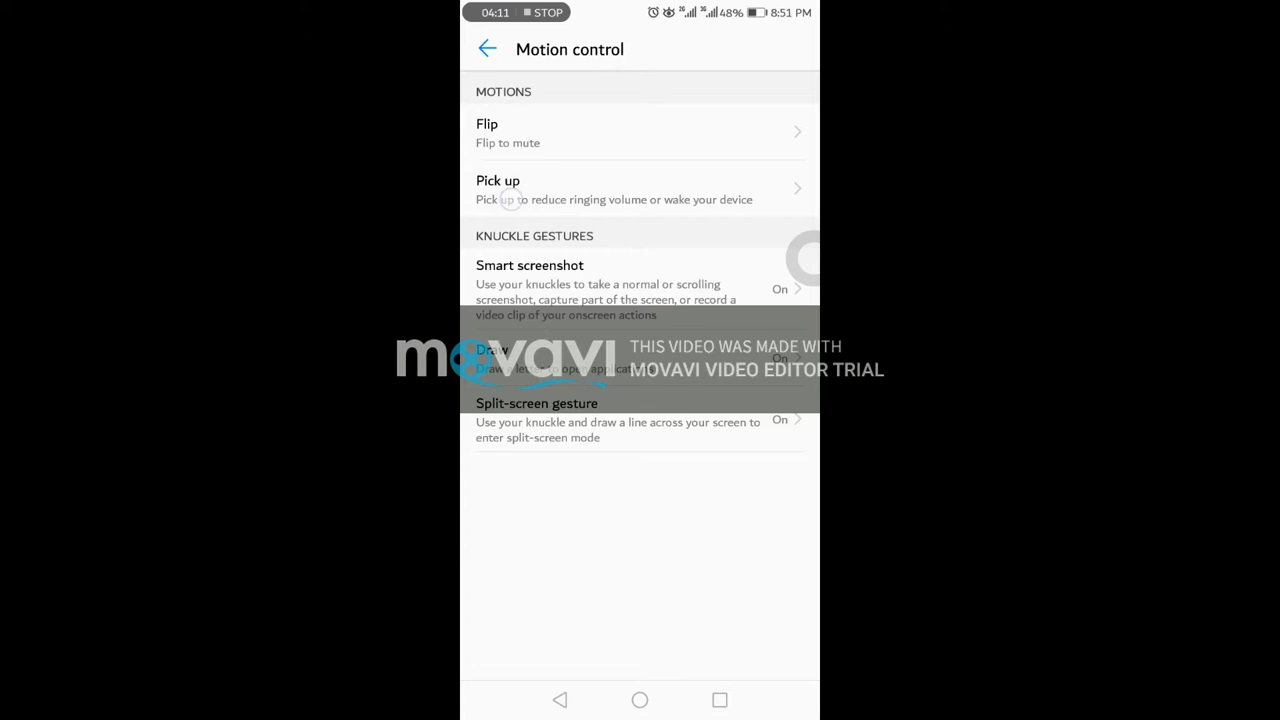 04:11 STOP
2G 3G 48% 8:51 PM
Motion control
MOTIONS
Flip
Flip to mute
Pick up
Pick up to reduce ringing volume or wake your device
KNUCKLE GESTURES
Smart screenshot
Use your knuckles to take a normal or scrolling
screenshot, capture part of the screen, or record a
video clip of your onscreen actions
On
movavi
THIS VIDEO WAS MADE WITH
MOVAVI VIDEO EDITOR TRIAL
Draw
Draw a letter to open applications
On
Split-screen gesture
Use your knuckle and draw a line across your screen to
enter split-screen mode
On